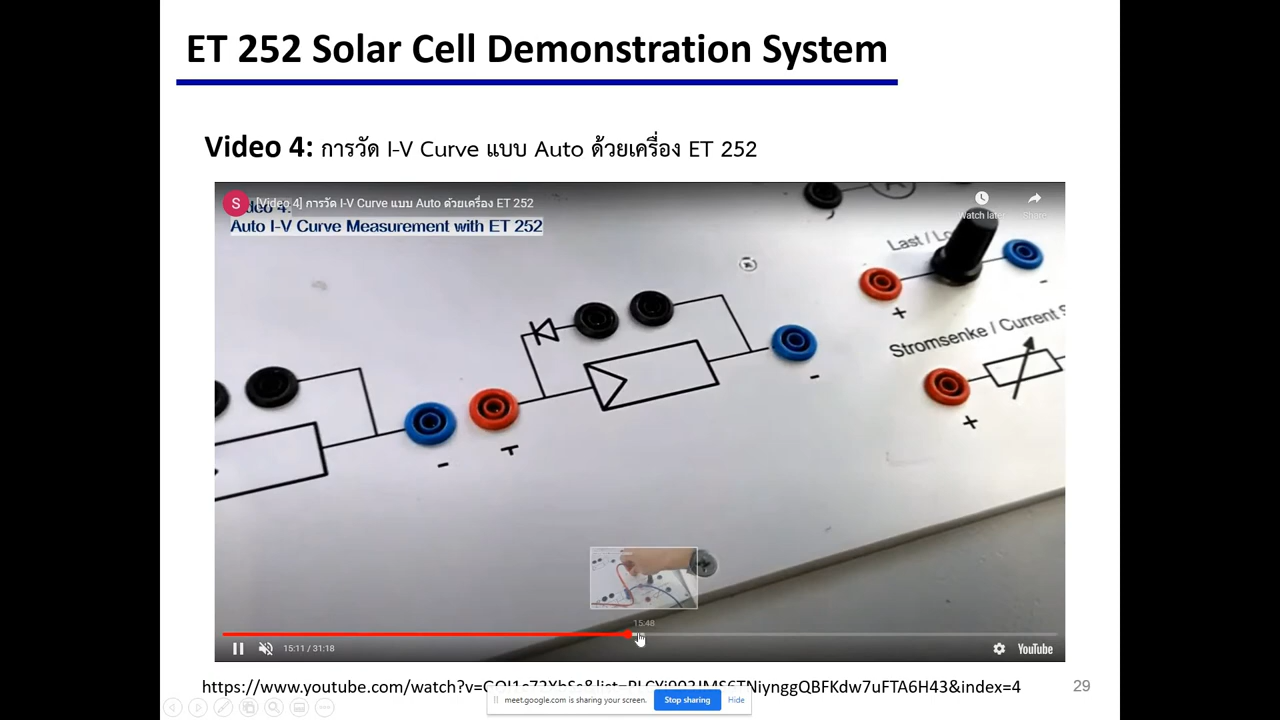 ET 252 Solar Cell Demonstration System
Video 4: การวัด I-V Curve แบบ Auto ด้วยเครื่อง ET 252
S
[Video 4] การวัด I-V Curve แบบ Auto ด้วยเครื่อง ET 252
Auto I-V Curve Measurement with ET 252
Watch later
Share
A
Last /
+
-
Stromsenke / Current
+
-
-
15:48
15:11 / 31:18
YouTube
https://www.youtube.com/watch?
29
meet.google.com is sharing your screen.
Stop sharing
Hide